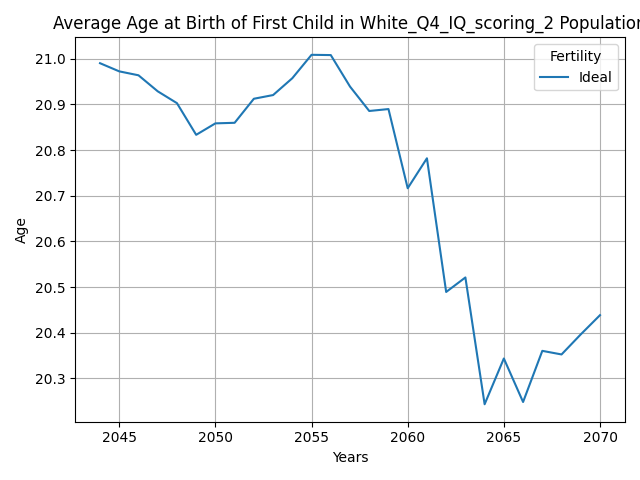 Average Age at Birth of First Child in White_Q4_IQ_scoring_2 Population
Fertility
Ideal
21.0
20.9
20.8
20.7
20.6
20.5
20.4
20.3
Age
2045 2050 2055 2060 2065 2070
Years